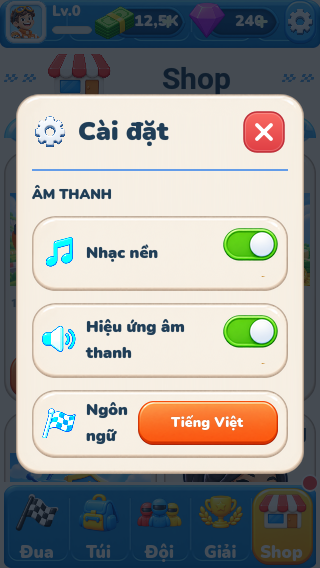 Lv.0
12,5K
240
Shop
Cài đặt
ÂM THANH
Nhạc nền
Hiệu ứng âm
thanh
Ngôn
ngữ
Tiếng Việt
Đua
Túi
Đội
Giải
Shop